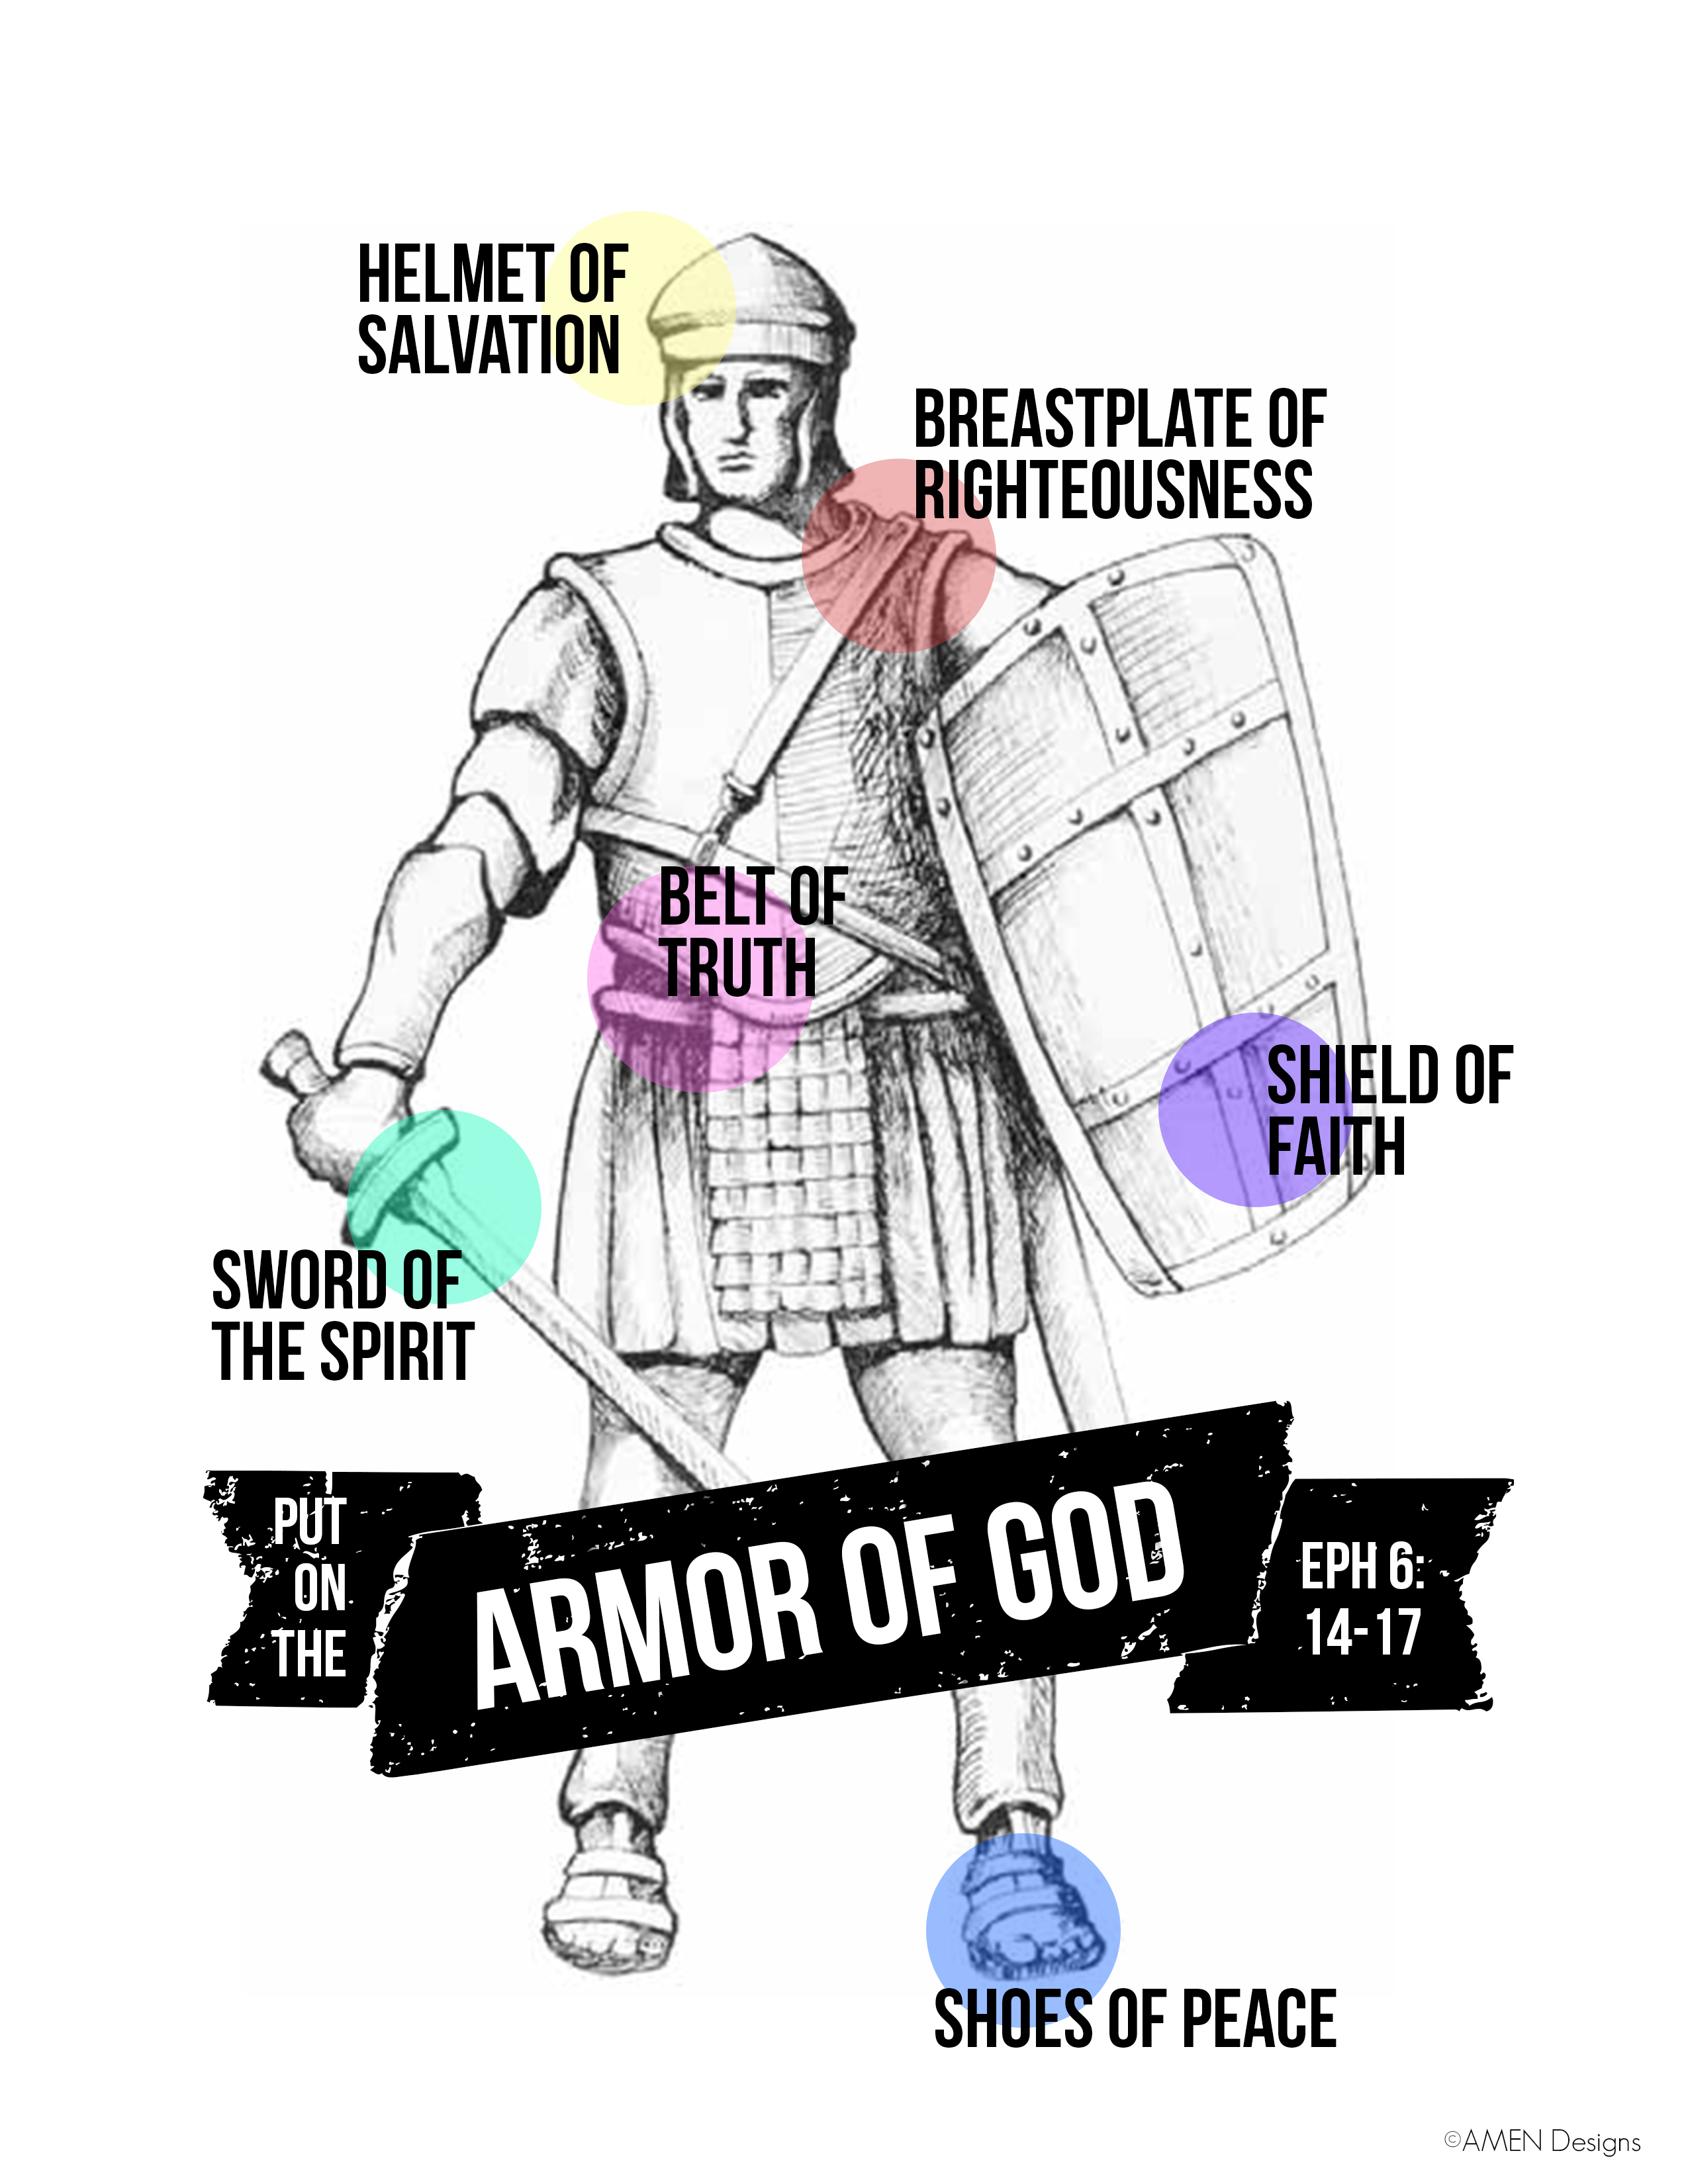 HELMET OF
SALVATION
BREASTPLATE OF
RIGHTEOUSNESS
BELT OF
TRUTH
SHIELD OF
FAITH
SWORD OF
THE SPIRIT
PUT
ON
THE
ARMOR OF GOD
EPH 6:
14-17
SHOES OF PEACE
©AMEN Designs